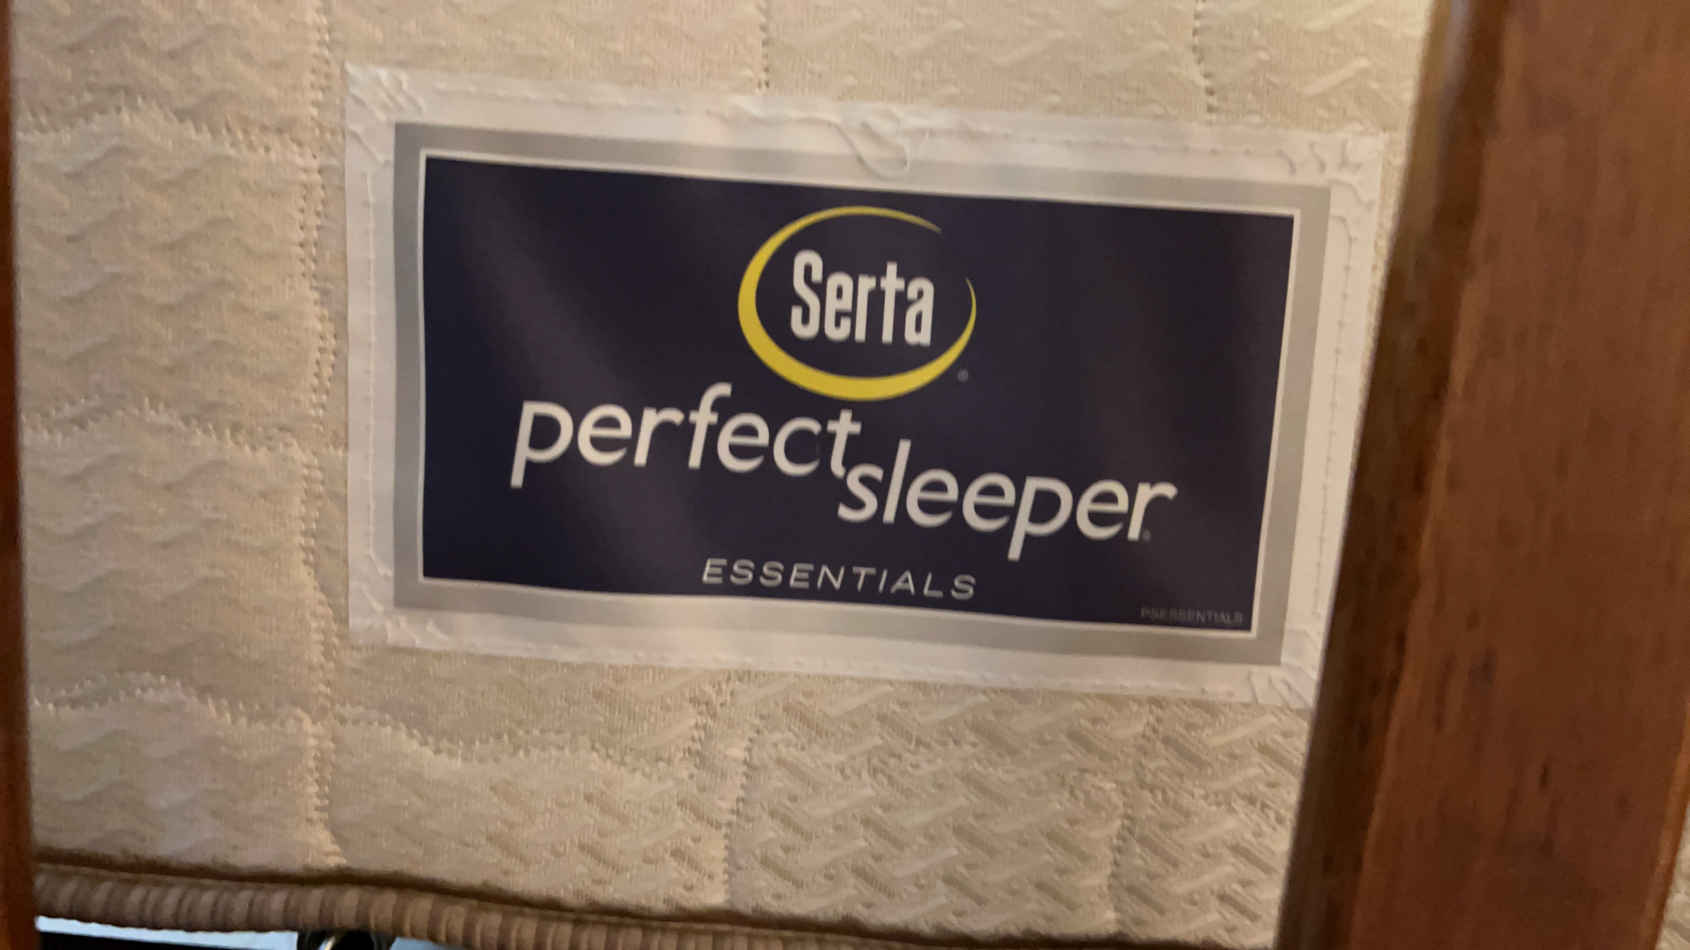 Serta
perfect
sleeper
ESSENTIALS
PSESSENTIALS